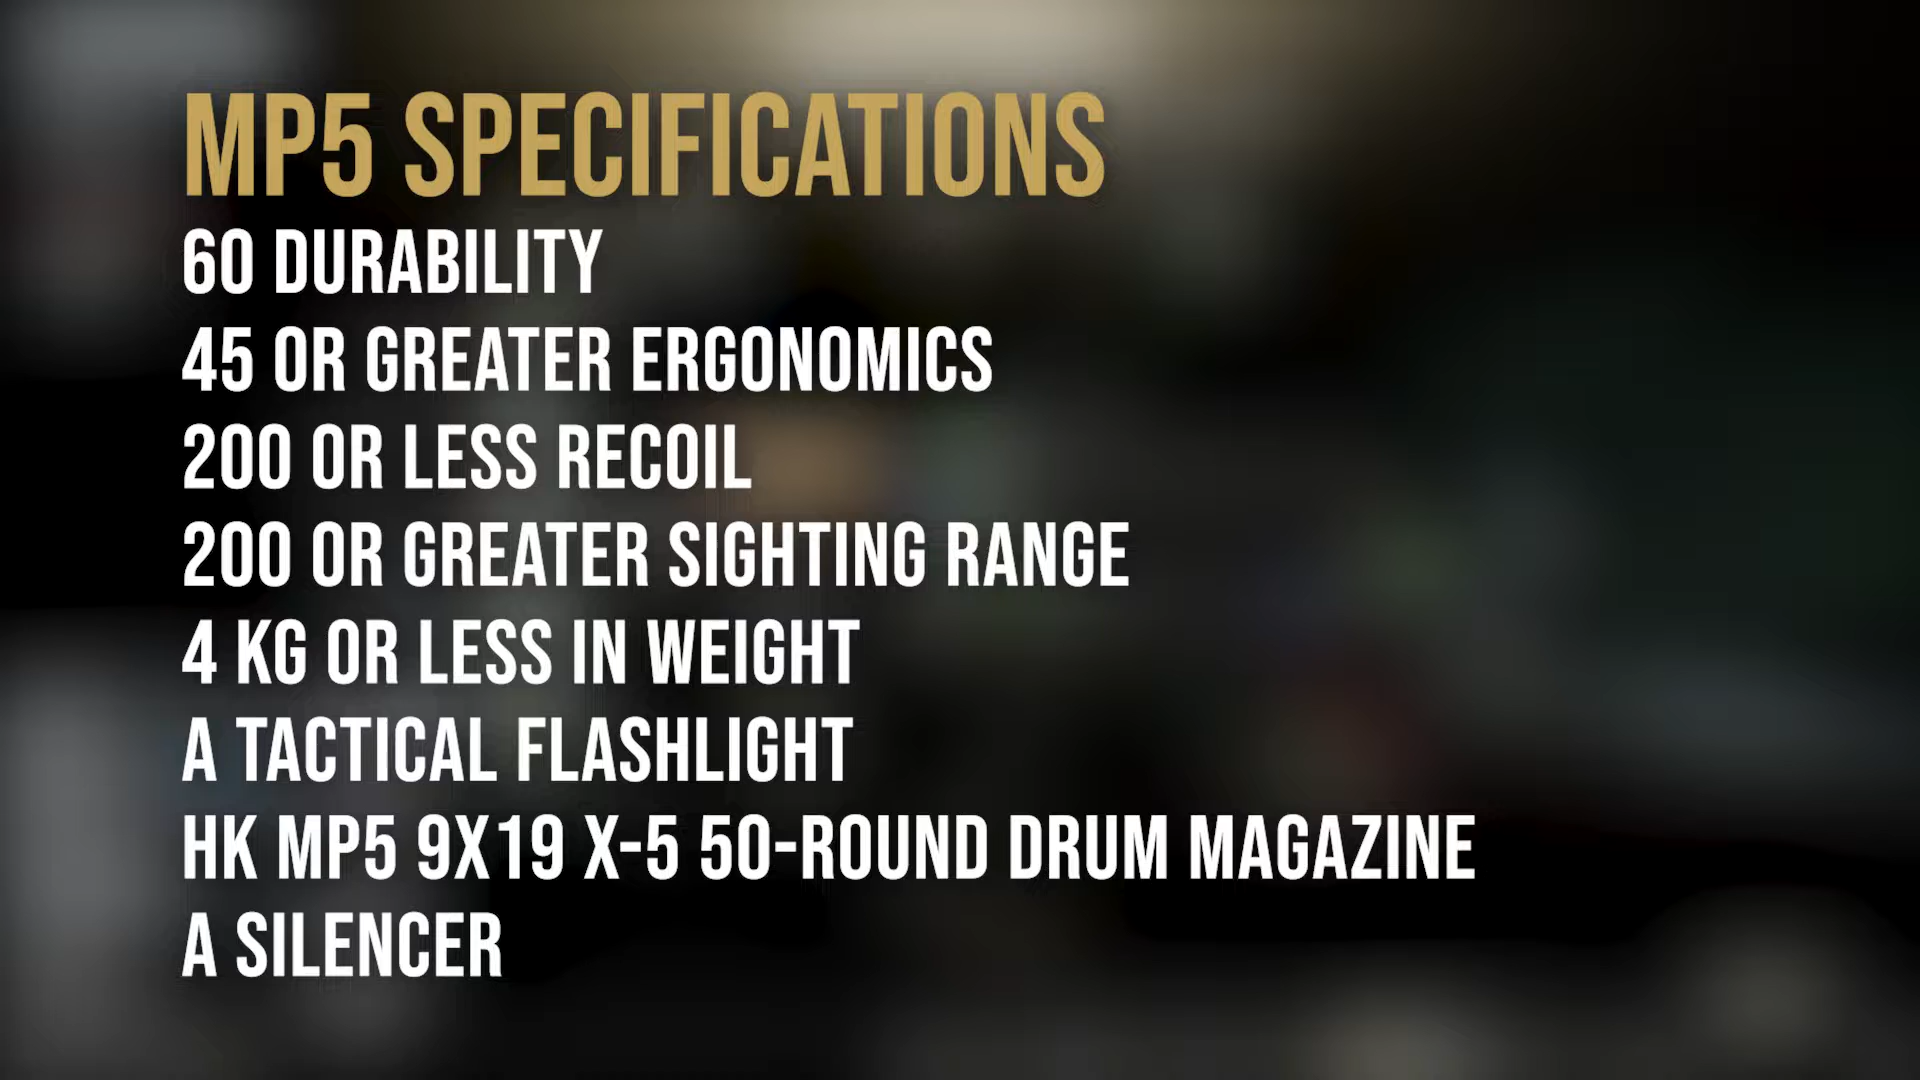 MP5 SPECIFICATIONS
60 DURABILITY
45 OR GREATER ERGONOMICS
200 OR LESS RECOIL
200 OR GREATER SIGHTING RANGE
4 KG OR LESS IN WEIGHT
A TACTICAL FLASHLIGHT
HK MP5 9X19 X-5 50-ROUND DRUM MAGAZINE
A SILENCER